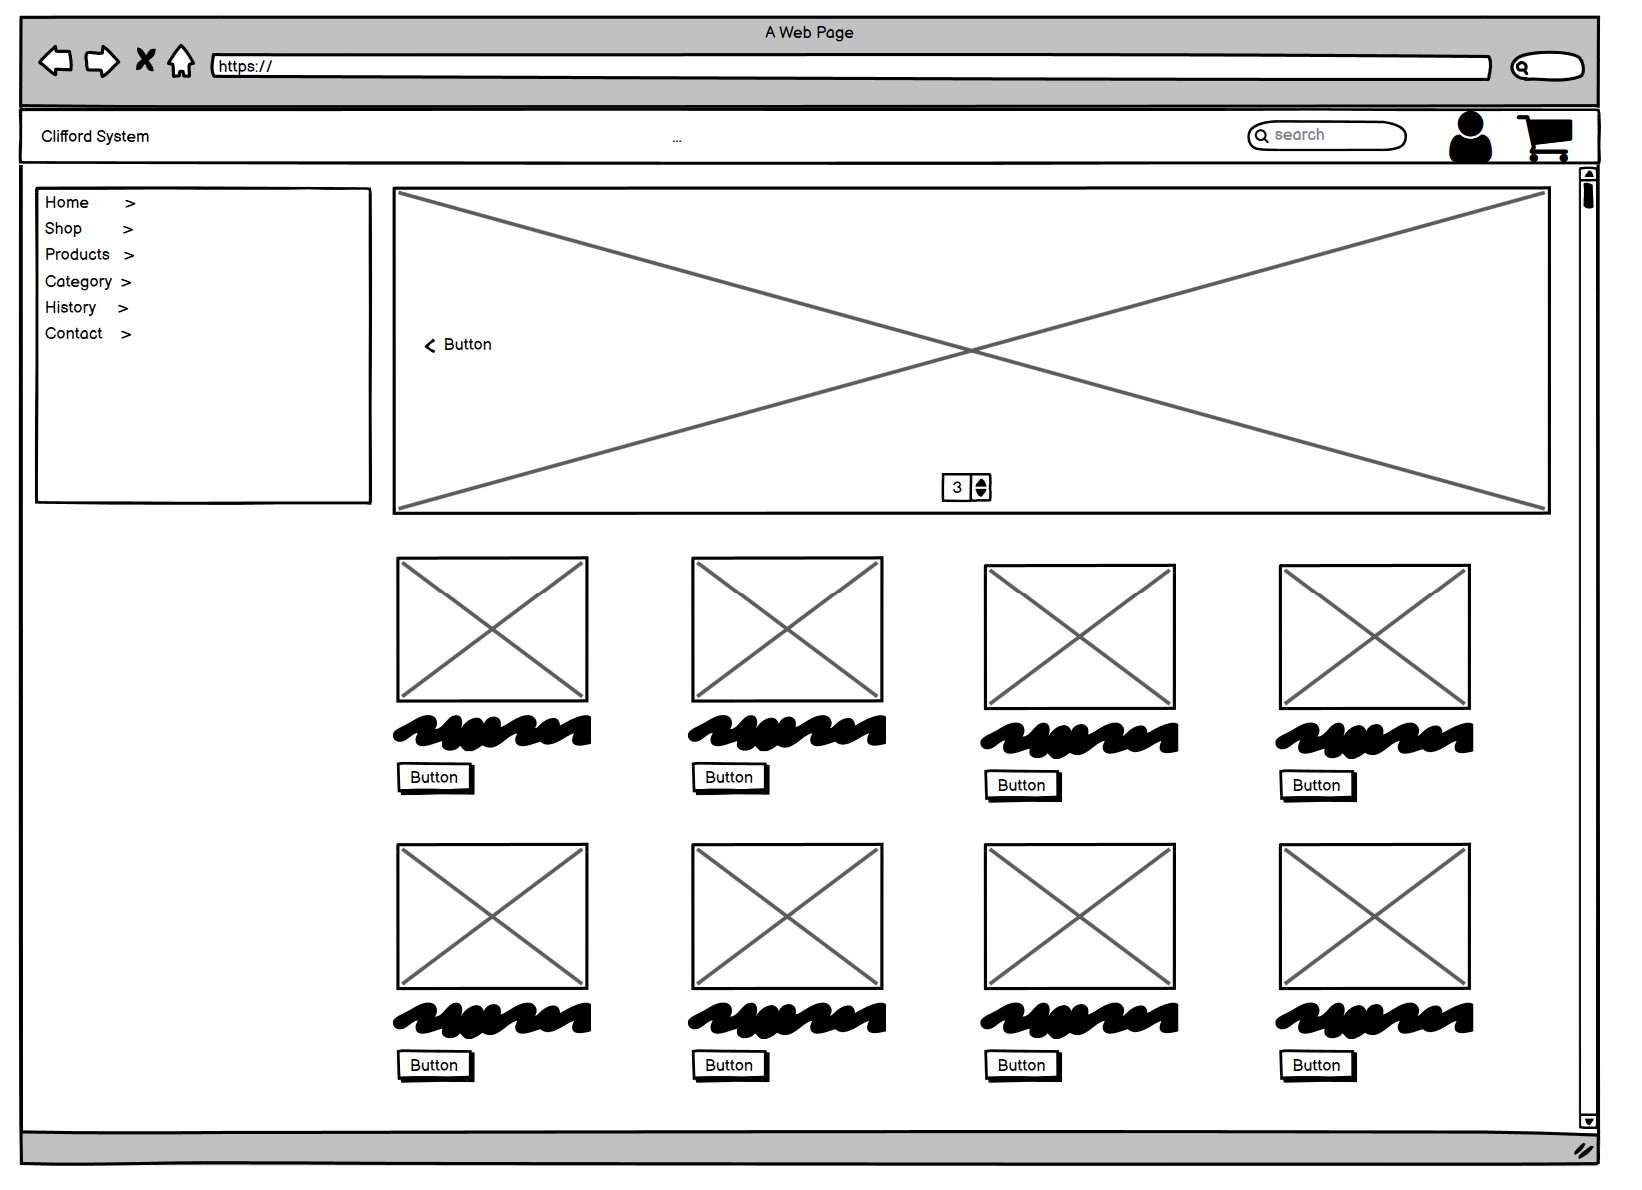 A Web Page
https://
Clifford System
...
search
Home >
Shop >
Products >
Category >
History >
Contact >
< Button
3
Button
Button
Button
Button
Button
Button
Button
Button